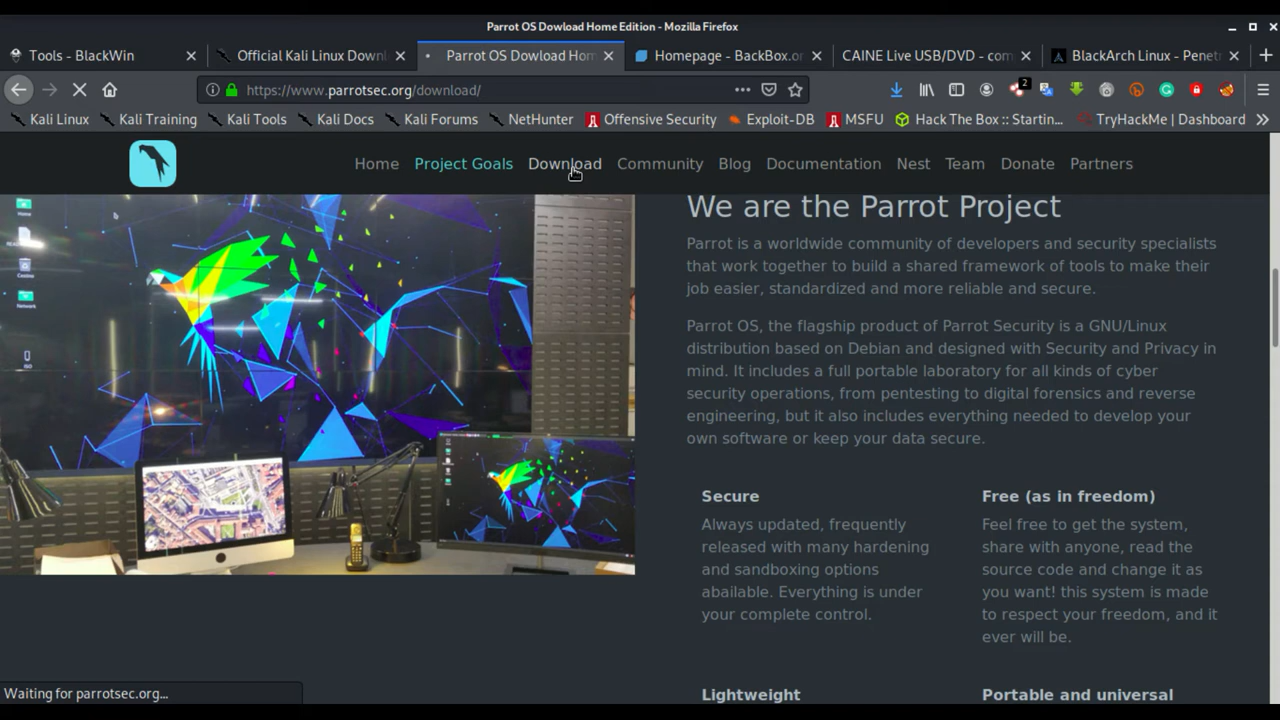 Parrot OS Dowload Home Edition - Mozilla Firefox
Tools - BlackWin
Official Kali Linux Downl
Parrot OS Dowload Hom
Homepage - BackBox.or
CAINE Live USB/DVD - com
BlackArch Linux - Penet
https://www.parrotsec.org/download/
2
Kali Linux
Kali Training
Kali Tools
Kali Docs
Kali Forums
NetHunter
Offensive Security
Exploit-DB
MSFU
Hack The Box :: Startin...
TryHackMe | Dashboard
Home
Project Goals
Download
Community
Blog
Documentation
Nest
Team
Donate
Partners
We are the Parrot Project
Parrot is a worldwide community of developers and security specialists
that work together to build a shared framework of tools to make their
job easier, standardized and more reliable and secure.
Parrot OS, the flagship product of Parrot Security is a GNU/Linux
distribution based on Debian and designed with Security and Privacy in
mind. It includes a full portable laboratory for all kinds of cyber
security operations, from pentesting to digital forensics and reverse
engineering, but it also includes everything needed to develop your
own software or keep your data secure.
Secure
Always updated, frequently
released with many hardening
and sandboxing options
abailable. Everything is under
your complete control.
Free (as in freedom)
Feel free to get the system,
share with anyone, read the
source code and change it as
you want! this system is made
to respect your freedom, and it
ever will be.
Lightweight
Portable and universal
Waiting for parrotsec.org...